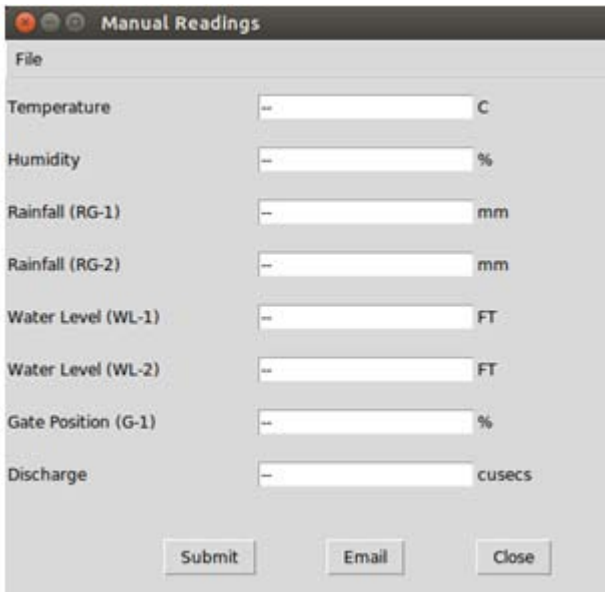 Manual Readings
File
Temperature -- C
Humidity -- %
Rainfall (RG-1) -- mm
Rainfall (RG-2) -- mm
Water Level (WL-1) -- FT
Water Level (WL-2) -- FT
Gate Position (G-1) -- %
Discharge -- cusecs
Submit Email Close